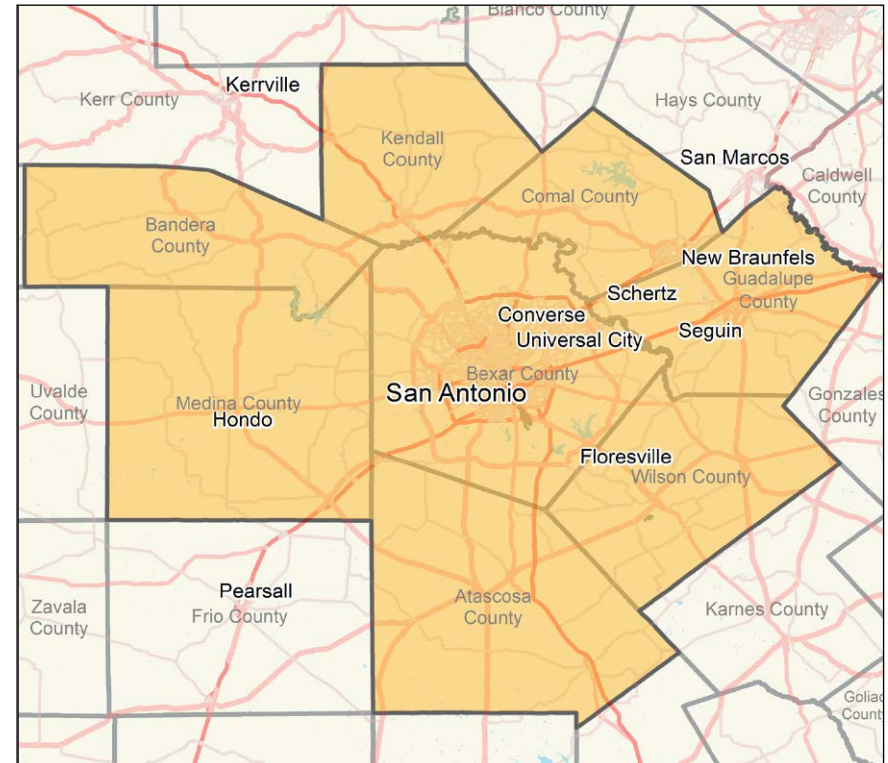 Blanco County
Kerrville
Kerr County
Hays County
Kendall
County
San Marcos
Caldwell
County
Comal County
Bandera
County
New Braunfels
Guadalupe
County
Schertz
Converse
Universal City
Seguin
Bexar County
San Antonio
Uvalde
County
Medina County
Hondo
Gonzales
County
Floresville
Wilson County
Pearsall
Frio County
Zavala
County
Atascosa
County
Karnes County
Goliad
County